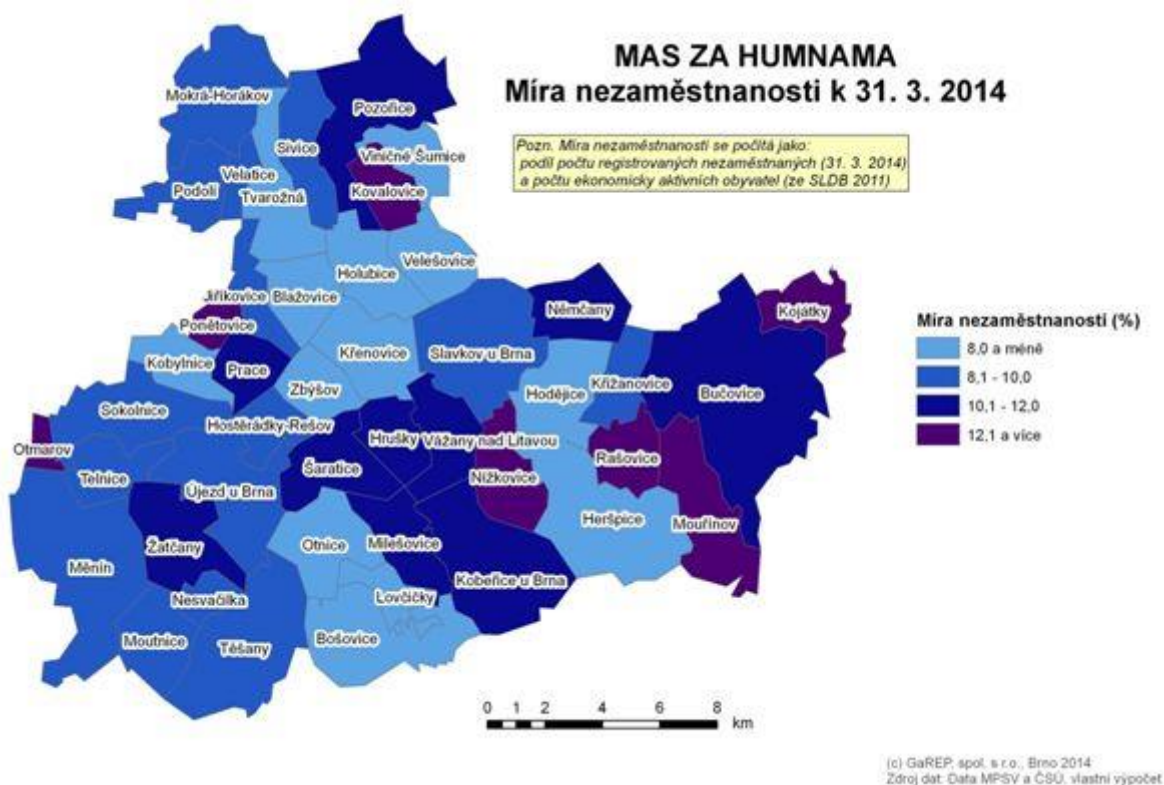 MAS ZA HUMNAMA
Míra nezaměstnanosti k 31. 3. 2014
Pozn. Míra nezaměstnanosti se počítá jako:
podíl počtu registrovaných nezaměstnaných (31. 3. 2014)
a počtu ekonomicky aktivních obyvatel (ze SLDB 2011)
Mokrá-Horákov
Pozořice
Sivice
Viničné Šumice
Velatice
Podolí
Kovalovice
Tvarožná
Velešovice
Holubice
Jiříkovice
Blažovice
Němčany
Kojátky
Ponětovice
Křenovice
Slavkov u Brna
Kobylnice
Prace
Zbýšov
Hodějice
Křižanovice
Bučovice
Sokolnice
Hostěrádky-Rešov
Hrušky
Vážany nad Litavou
Otmarov
Rašovice
Šaratice
Telnice
Nížkovice
Újezd u Brna
Heršpice
Mouřínov
Otnice
Milešovice
Žatčany
Měnín
Kobeřice u Brna
Nesvačilka
Lovčičky
Moutnice
Těšany
Bošovice
Míra nezaměstnanosti (%)
8,0 a méně
8,1 - 10,0
10,1 - 12,0
12,1 a více
0 1 2 4 6 8
km
(c) GaREP, spol. s r.o., Brno 2014
Zdroj dat: Data MPSV a ČSÚ, vlastní výpočet